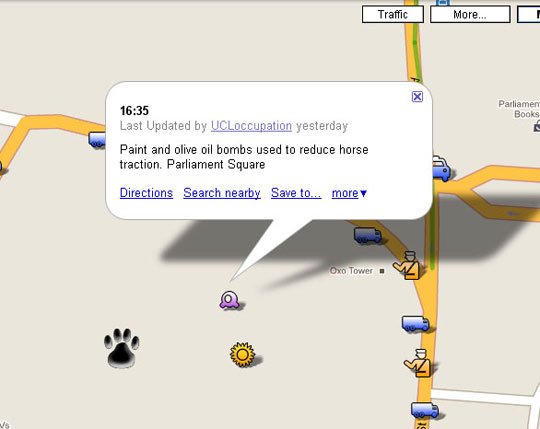 Traffic
More...
16:35
Last Updated by UCLoccupation yesterday
Paint and olive oil bombs used to reduce horse
traction. Parliament Square
Directions Search nearby Save to... more▼
Parliament
Books
Oxo Tower